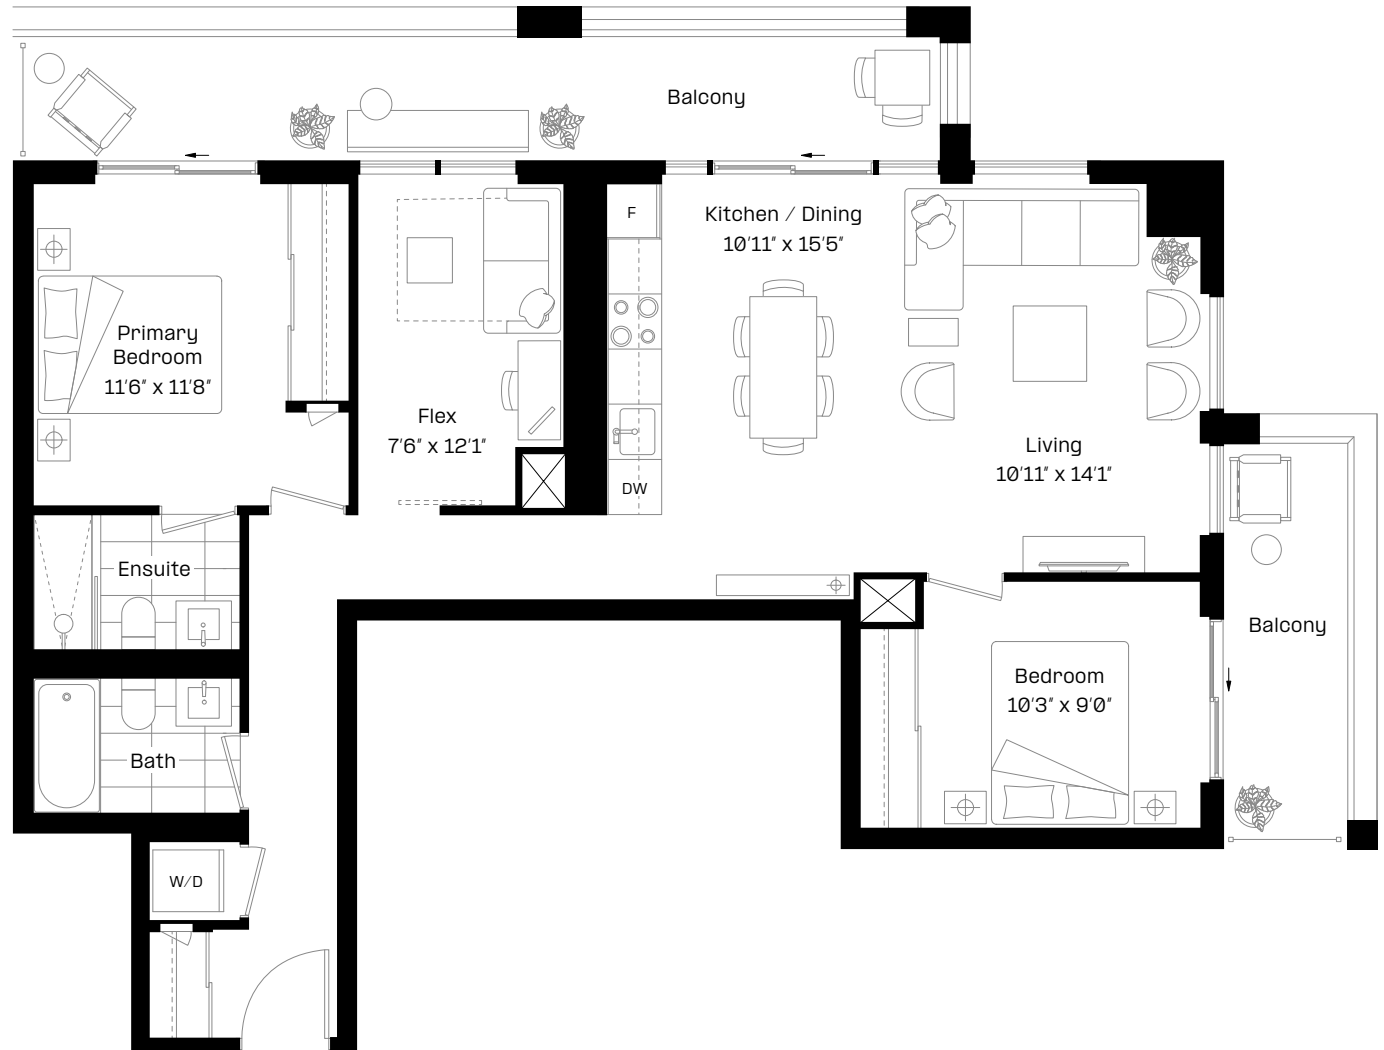 Balcony
F
Kitchen / Dining
10'11" x 15'5"
Primary
Bedroom
11'6" x 11'8"
Flex
7'6" x 12'1"
Living
10'11" x 14'1"
DW
Ensuite
Balcony
Bedroom
10'3" x 9'0"
Bath
W/D